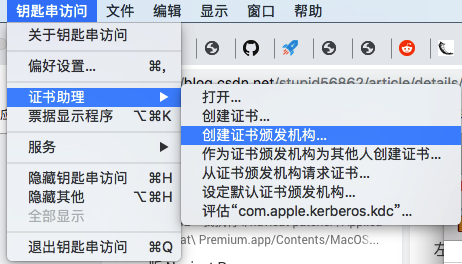 钥匙串访问 文件 编辑 显示 窗口 帮助
关于钥匙串访问
偏好设置... ⌘,
blog.csdn.net/stupid56862/article/details/
证书助理 ▶
打开...
票据显示程序 ⌥⌘K
创建证书...
创建证书颁发机构...
服务 ▶
作为证书颁发机构为其他人创建证书...
从证书颁发机构请求证书...
隐藏钥匙串访问 ⌘H
隐藏其他 ⌥⌘H
设定默认证书颁发机构...
全部显示
评估“com.apple.kerberos.kdc”...
退出钥匙串访问 ⌘Q
at\ Premium.app/Contents/MacOS
左